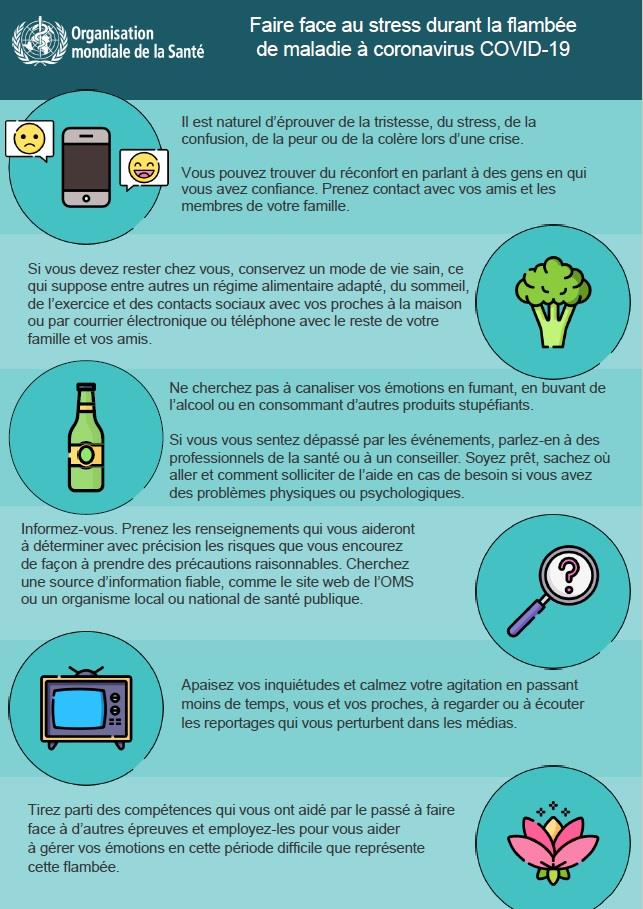 Organisation
mondiale de la Santé
Faire face au stress durant la flambée
de maladie à coronavirus COVID-19
Il est naturel d'éprouver de la tristesse, du stress, de la
confusion, de la peur ou de la colère lors d'une crise.
Vous pouvez trouver du réconfort en parlant à des gens en qui
vous avez confiance. Prenez contact avec vos amis et les
membres de votre famille.
Si vous devez rester chez vous, conservez un mode de vie sain, ce
qui suppose entre autres un régime alimentaire adapté, du sommeil,
de l'exercice et des contacts sociaux avec vos proches à la maison
ou par courrier électronique ou téléphone avec le reste de votre
famille et vos amis.
Ne cherchez pas à canaliser vos émotions en fumant, en buvant de
l'alcool ou en consommant d'autres produits stupéfiants.
Si vous vous sentez dépassé par les événements, parlez-en à des
professionnels de la santé ou à un conseiller. Soyez prêt, sachez où
aller et comment solliciter de l'aide en cas de besoin si vous avez
des problèmes physiques ou psychologiques.
Informez-vous. Prenez les renseignements qui vous aideront
à déterminer avec précision les risques que vous encourez
de façon à prendre des précautions raisonnables. Cherchez
une source d'information fiable, comme le site web de l'OMS
ou un organisme local ou national de santé publique.
?
Apaisez vos inquiétudes et calmez votre agitation en passant
moins de temps, vous et vos proches, à regarder ou à écouter
les reportages qui vous perturbent dans les médias.
Tirez parti des compétences qui vous ont aidé par le passé à faire
face à d'autres épreuves et employez-les pour vous aider
à gérer vos émotions en cette période difficile que représente
cette flambée.